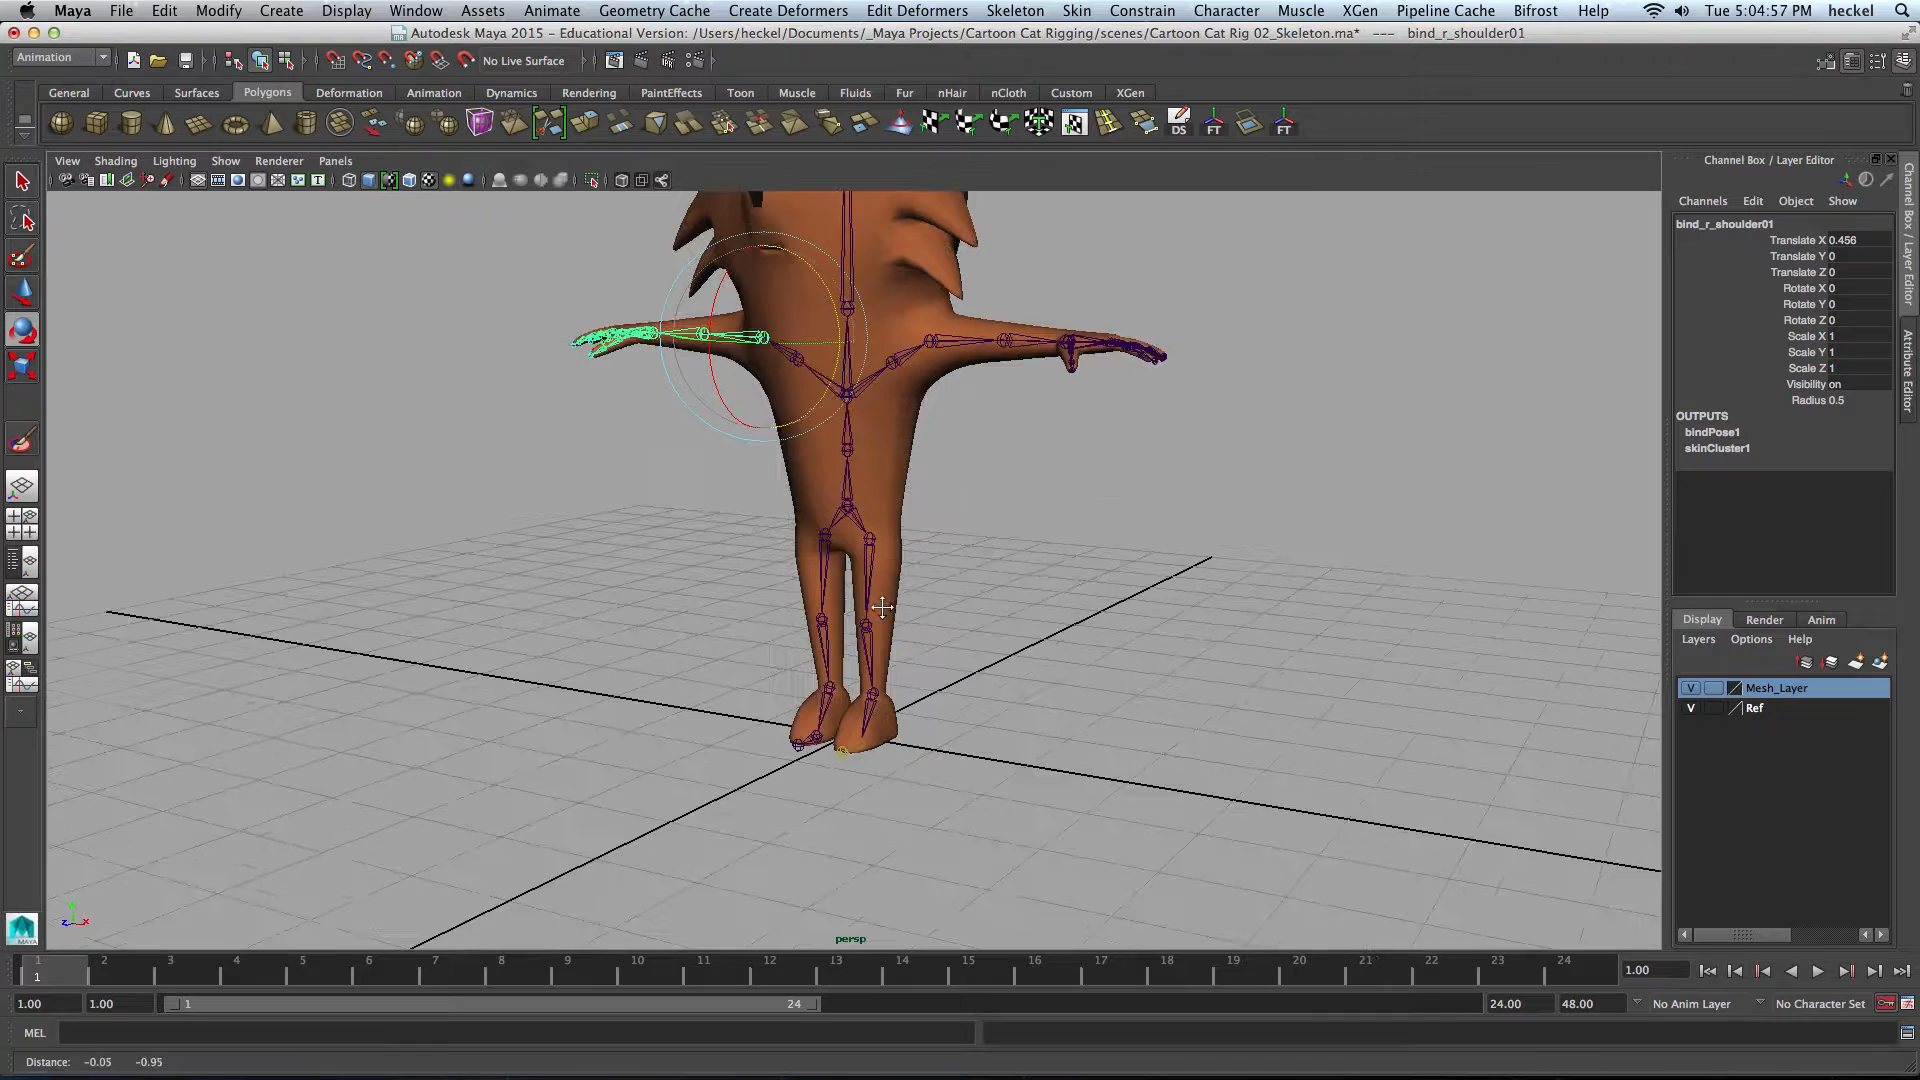 Maya File Edit Modify Create Display Window Assets Animate Geometry Cache Create Deformers Edit Deformers Skeleton Skin Constrain Character Muscle XGen Pipeline Cache Bifrost Help Tue 5:04:57 PM heckel
Autodesk Maya 2015 - Educational Version: /Users/heckel/Documents/_Maya Projects/Cartoon Cat Rigging/scenes/Cartoon Cat Rig 02_Skeleton.ma* --- bind_r_shoulder01
Animation No Live Surface
General Curves Surfaces Polygons Deformation Animation Dynamics Rendering PaintEffects Toon Muscle Fluids Fur nHair nCloth Custom XGen
DS FT FT
View Shading Lighting Show Renderer Panels
Channel Box / Layer Editor
Channels Edit Object Show
bind_r_shoulder01
Translate X 0.456
Translate Y 0
Translate Z 0
Rotate X 0
Rotate Y 0
Rotate Z 0
Scale X 1
Scale Y 1
Scale Z 1
Visibility on
Radius 0.5
OUTPUTS
bindPose1
skinCluster1
Channel Box / Layer Editor
Attribute Editor
Display Render Anim
Layers Options Help
V Mesh_Layer
V Ref
MAYA
persp
1 2 3 4 5 6 7 8 9 10 11 12 13 14 15 16 17 18 19 20 21 22 23 24
1 1.00
1.00 1.00 1 24 24.00 48.00 No Anim Layer No Character Set
MEL
Distance: -0.05 -0.95